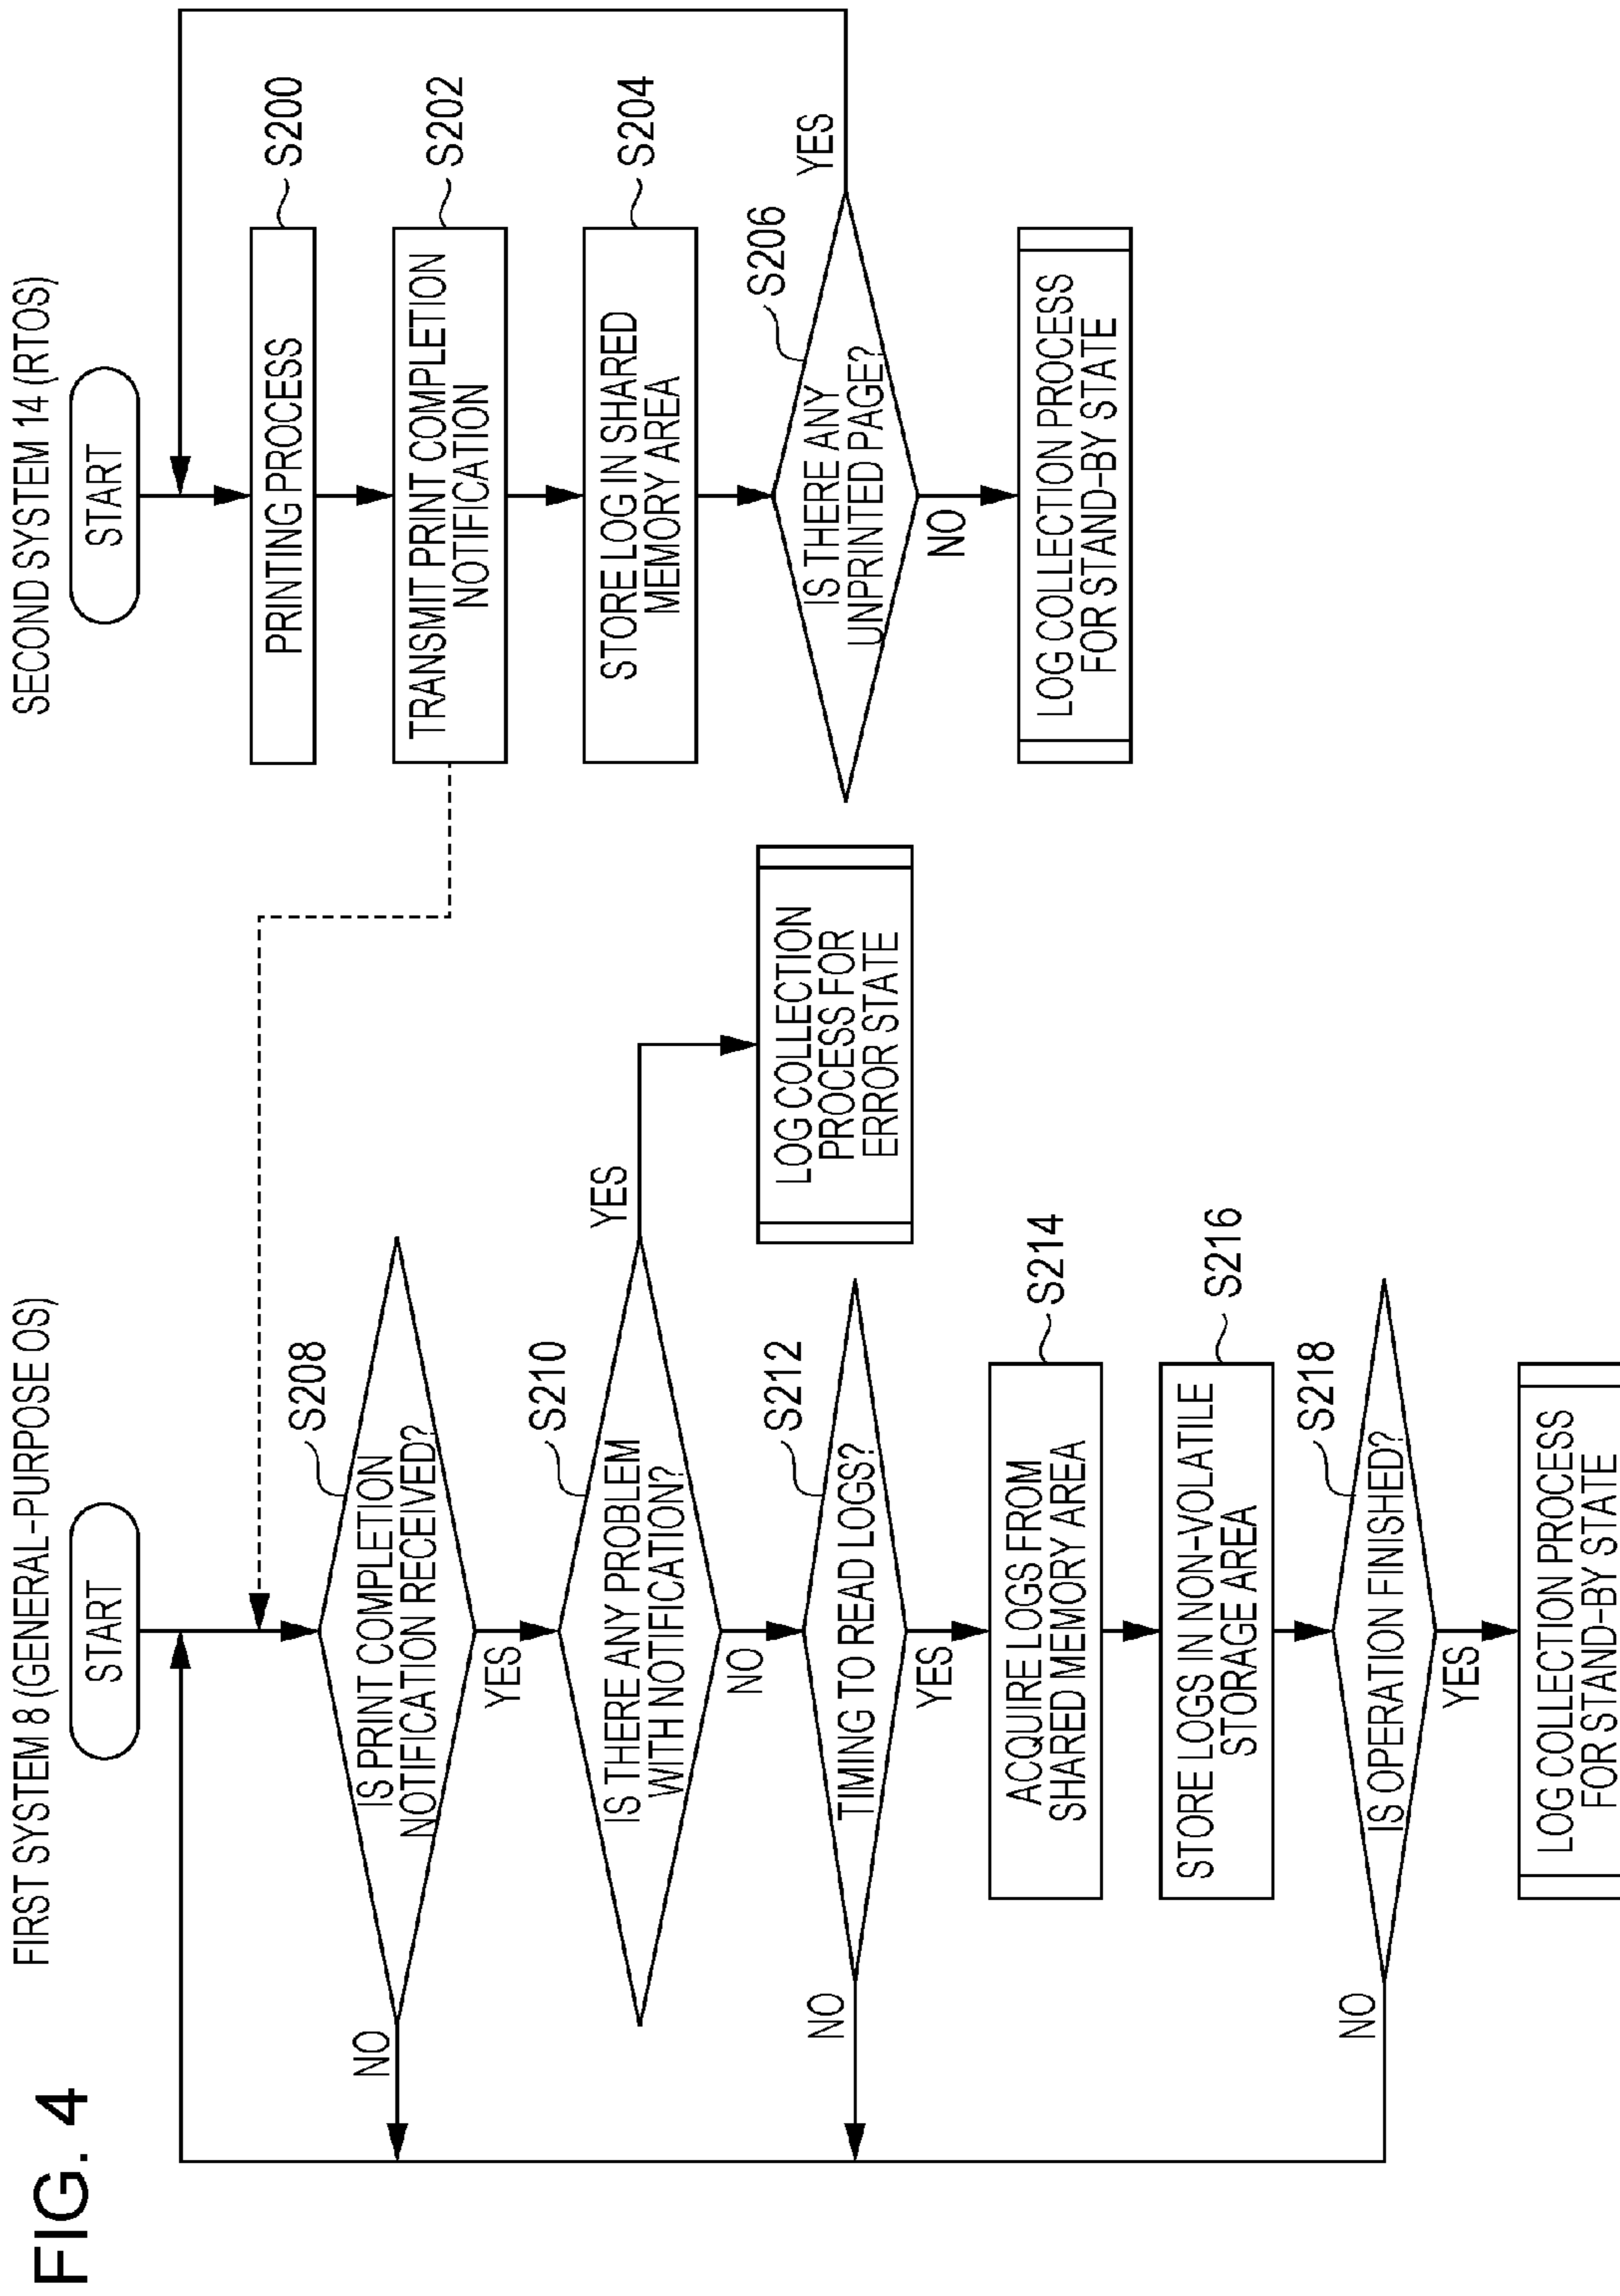 FIG. 4
FIRST SYSTEM 8 (GENERAL-PURPOSE OS)
START
S208
IS PRINT COMPLETION
NOTIFICATION RECEIVED?
NO
YES
S210
IS THERE ANY PROBLEM
WITH NOTIFICATION?
YES
NO
LOG COLLECTION
PROCESS FOR
ERROR STATE
S212
TIMING TO READ LOGS?
NO
YES
S214
ACQUIRE LOGS FROM
SHARED MEMORY AREA
S216
STORE LOGS IN NON-VOLATILE
STORAGE AREA
S218
IS OPERATION FINISHED?
NO
YES
LOG COLLECTION PROCESS
FOR STAND-BY STATE
SECOND SYSTEM 14 (RTOS)
START
PRINTING PROCESS
S200
TRANSMIT PRINT COMPLETION
NOTIFICATION
S202
STORE LOG IN SHARED
MEMORY AREA
S204
S206
IS THERE ANY
UNPRINTED PAGE?
YES
NO
LOG COLLECTION PROCESS
FOR STAND-BY STATE